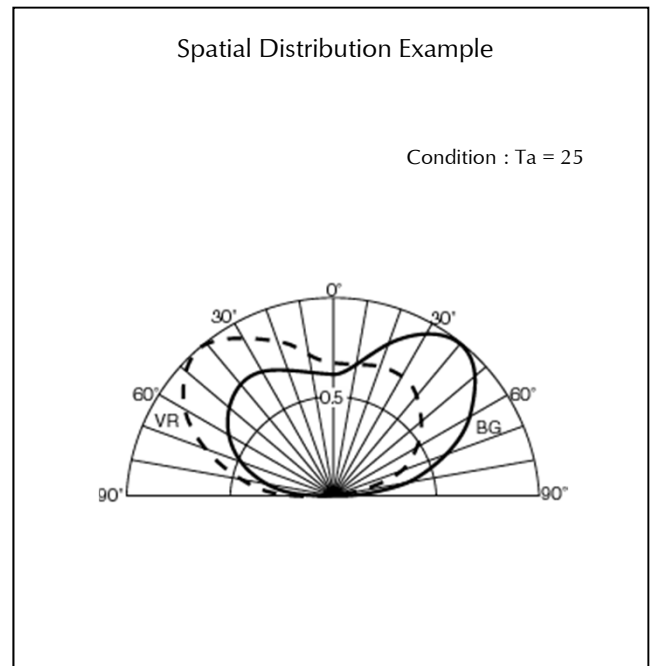 Spatial Distribution Example
Condition : Ta = 25
0°
30° 30°
60° 0.5 60°
VR BG
90° 90°